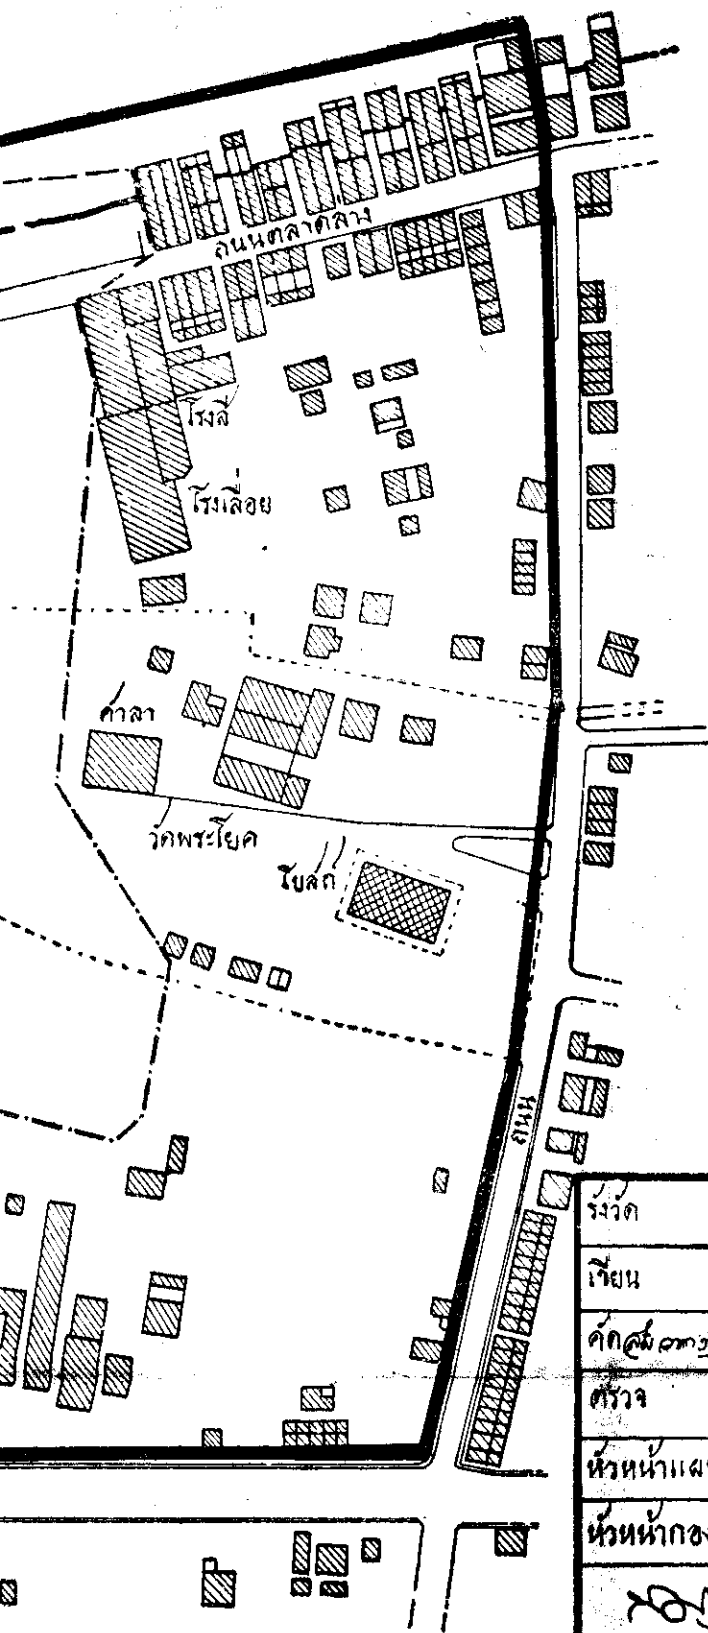 ถนนตลาดล่าง
โรงสี
โรงเลื่อย
ศาลา
วัดพระโยค
โบสถ์
ถนน
รังวัด
เขียน
คัด
ตรวจ
หัวหน้าแผน
หัวหน้ากอง